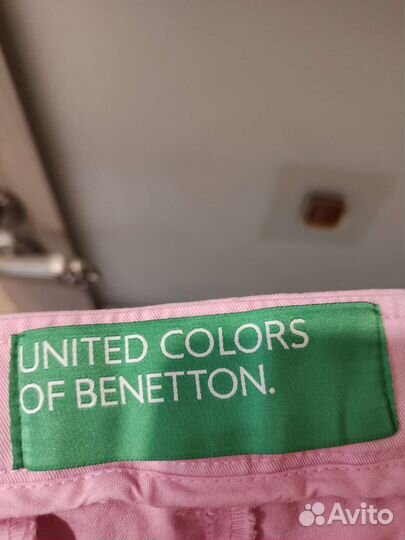 UNITED COLORS
OF BENETTON.
Avito